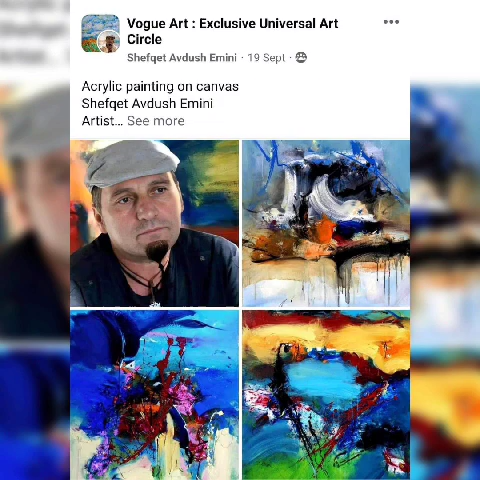 Vogue Art : Exclusive Universal Art
Circle
Shefqet Avdush Emini · 19 Sept ·
Acrylic painting on canvas
Shefqet Avdush Emini
Artist... See more